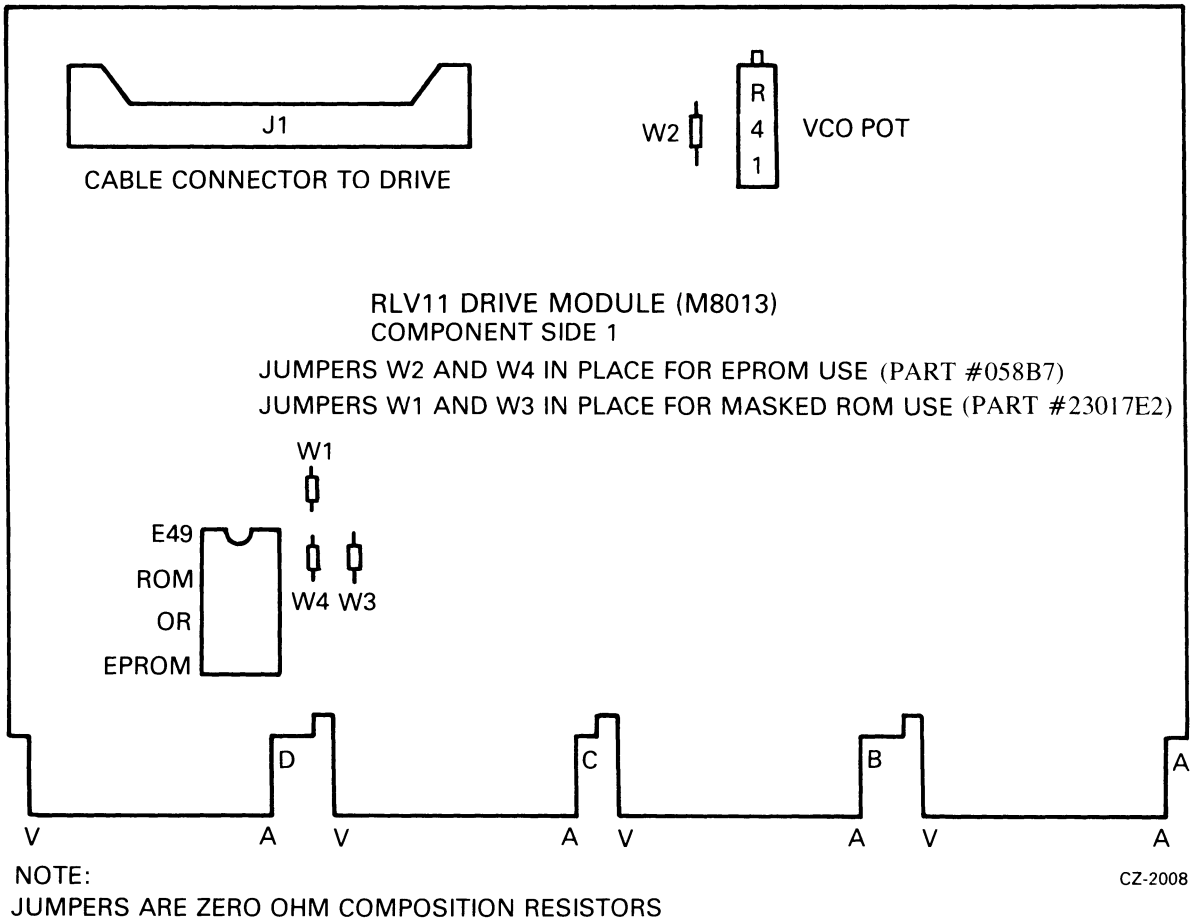 J1
CABLE CONNECTOR TO DRIVE
W2
R
4
1
VCO POT
RLV11 DRIVE MODULE (M8013)
COMPONENT SIDE 1
JUMPERS W2 AND W4 IN PLACE FOR EPROM USE (PART #058B7)
JUMPERS W1 AND W3 IN PLACE FOR MASKED ROM USE (PART #23017E2)
W1
E49
ROM
OR
EPROM
W4 W3
D
C
B
A
V A V A V A V A
NOTE:
JUMPERS ARE ZERO OHM COMPOSITION RESISTORS
CZ-2008